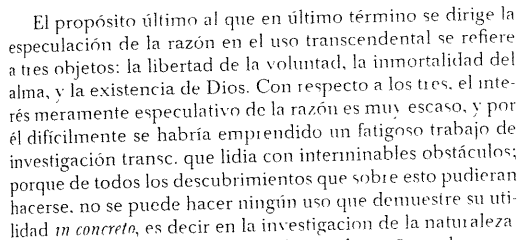 El propósito último al que en último término se dirige la
especulación de la razón en el uso transcendental se refiere
a tres objetos: la libertad de la voluntad, la inmortalidad del
alma, y la existencia de Dios. Con respecto a los tres, el inte-
rés meramente especulativo de la razón es muy escaso, y por
él difícilmente se habría emprendido un fatigoso trabajo de
investigación transc. que lidia con interminables obstáculos;
porque de todos los descubrimientos que sobre esto pudieran
hacerse, no se puede hacer ningún uso que demuestre su uti-
lidad in concreto, es decir en la investigacion de la naturaleza